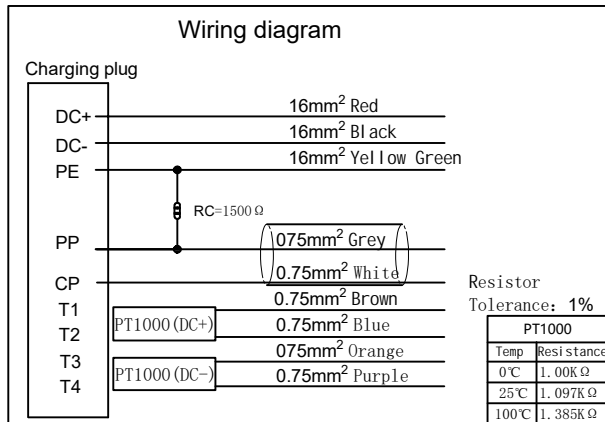 Wiring diagram
Charging plug
DC+ 16mm² Red
DC- 16mm² Black
PE 16mm² Yellow Green
RC=1500Ω
PP 075mm² Grey
CP 0.75mm² White
T1 0.75mm² Brown
PT1000(DC+)
T2 0.75mm² Blue
T3 075mm² Orange
PT1000(DC-)
T4 0.75mm² Purple
Resistor
Tolerance: 1%
PT1000
Temp Resistance
0℃ 1.00KΩ
25℃ 1.097KΩ
100℃ 1.385KΩ